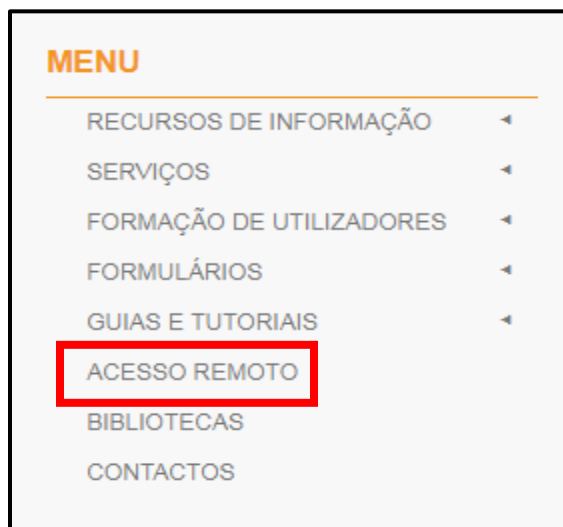 MENU
RECURSOS DE INFORMAÇÃO
SERVIÇOS
FORMAÇÃO DE UTILIZADORES
FORMULÁRIOS
GUIAS E TUTORIAIS
ACESSO REMOTO
BIBLIOTECAS
CONTACTOS